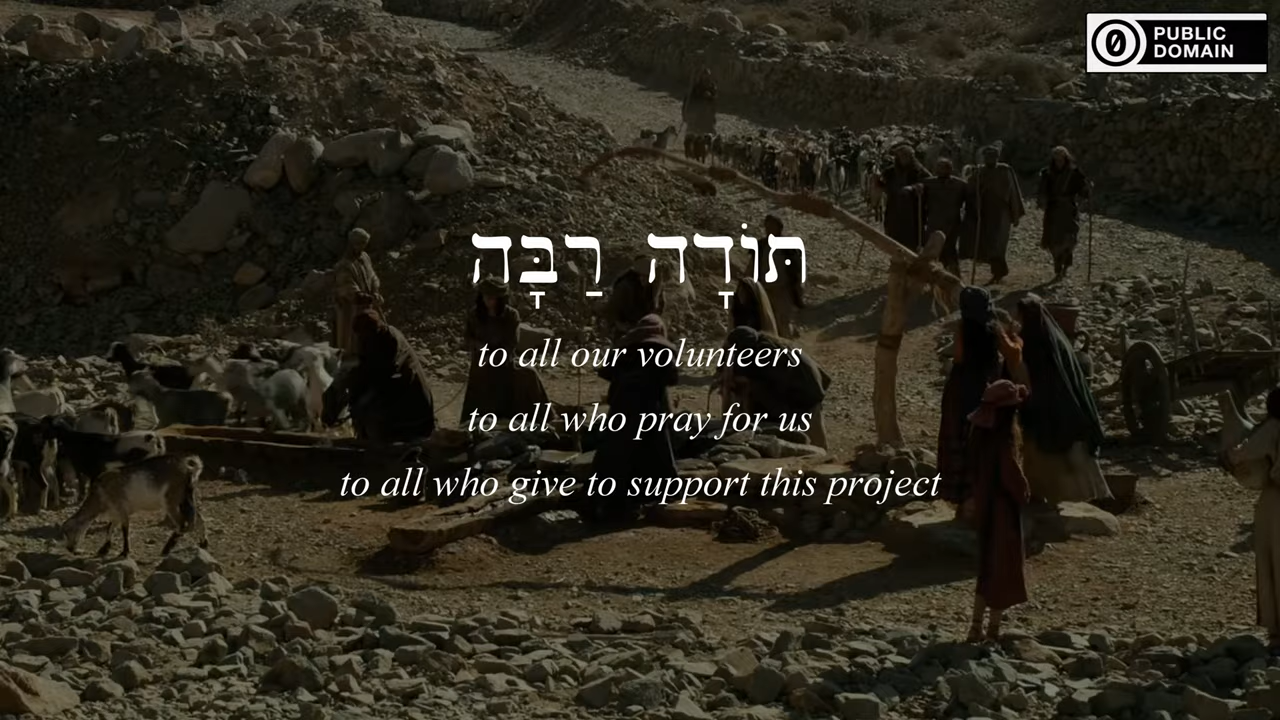 PUBLIC
DOMAIN
תּוֹדָה רַבָּה
to all our volunteers
to all who pray for us
to all who give to support this project